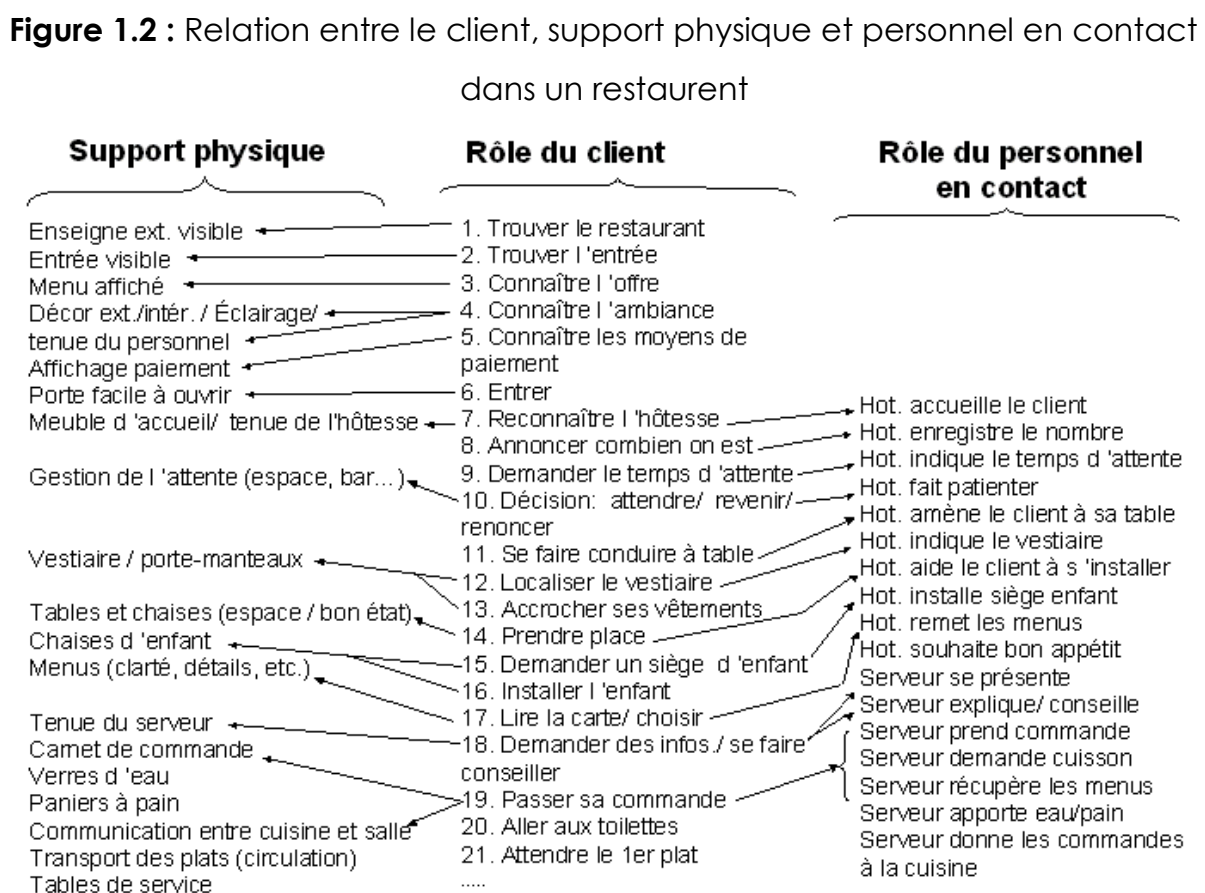 Figure 1.2 : Relation entre le client, support physique et personnel en contact
dans un restaurent
Support physique
Enseigne ext. visible
Entrée visible
Menu affiché
Décor ext./intér. / Éclairage/
tenue du personnel
Affichage paiement
Porte facile à ouvrir
Meuble d 'accueil/ tenue de l'hôtesse
Gestion de l 'attente (espace, bar...)
Vestiaire / porte-manteaux
Tables et chaises (espace / bon état)
Chaises d 'enfant
Menus (clarté, détails, etc.)
Tenue du serveur
Carnet de commande
Verres d 'eau
Paniers à pain
Communication entre cuisine et salle
Transport des plats (circulation)
Tables de service
Rôle du client
1. Trouver le restaurant
2. Trouver l 'entrée
3. Connaître l 'offre
4. Connaître l 'ambiance
5. Connaître les moyens de
paiement
6. Entrer
7. Reconnaître l 'hôtesse
8. Annoncer combien on est
9. Demander le temps d 'attente
10. Décision: attendre/ revenir/
renoncer
11. Se faire conduire à table
12. Localiser le vestiaire
13. Accrocher ses vêtements
14. Prendre place
15. Demander un siège d 'enfant
16. Installer l 'enfant
17. Lire la carte/ choisir
18. Demander des infos./ se faire
conseiller
19. Passer sa commande
20. Aller aux toilettes
21. Attendre le 1er plat
.....
Rôle du personnel
en contact
Hot. accueille le client
Hot. enregistre le nombre
Hot. indique le temps d 'attente
Hot. fait patienter
Hot. amène le client à sa table
Hot. indique le vestiaire
Hot. aide le client à s 'installer
Hot. installe siège enfant
Hot. remet les menus
Hot. souhaite bon appétit
Serveur se présente
Serveur explique/ conseille
Serveur prend commande
Serveur demande cuisson
Serveur récupère les menus
Serveur apporte eau/pain
Serveur donne les commandes
à la cuisine